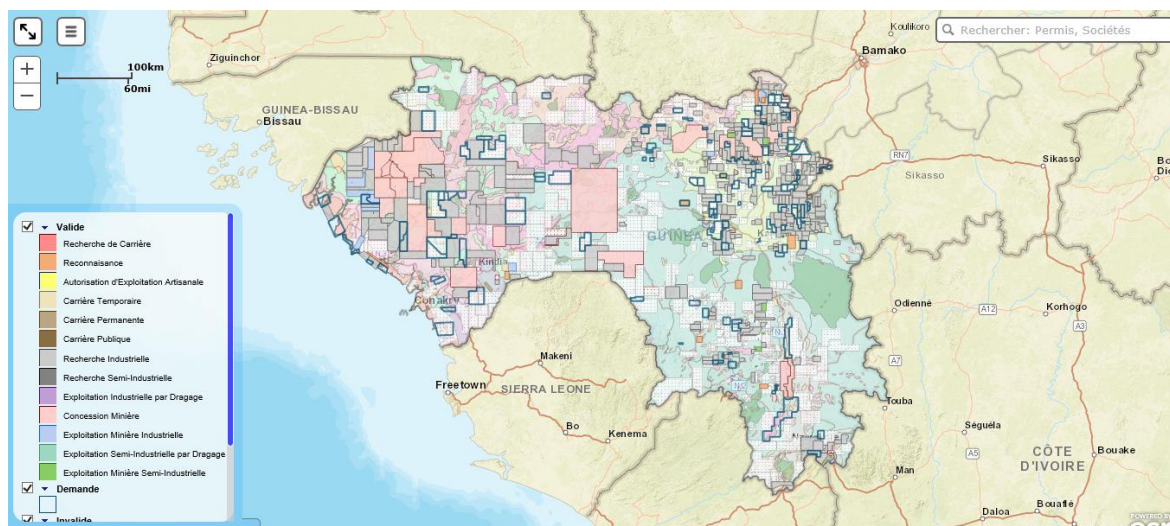 Rechercher: Permis, Sociétés
Koulikoro
Bamako
Ziguinchor
100km
60mi
GUINEA-BISSAU
Bissau
RN7
Sikasso
Sikasso
GUINEA
Kindia
Conakry
Odienné
A12
Korhogo
A3
A7
Makeni
Freetown
SIERRA LEONE
Bo
Kenema
Touba
Séguéla
A5
Man
CÔTE
D'IVOIRE
Bouake
Daloa
Bouaflé
POWERED BY
Valide
Recherche de Carrière
Reconnaisance
Autorisation d'Exploitation Artisanale
Carrière Temporaire
Carrière Permanente
Carrière Publique
Recherche Industrielle
Recherche Semi-Industrielle
Exploitation Industrielle par Dragage
Concession Minière
Exploitation Minière Industrielle
Exploitation Semi-Industrielle par Dragage
Exploitation Minière Semi-Industrielle
Demande
Invalide